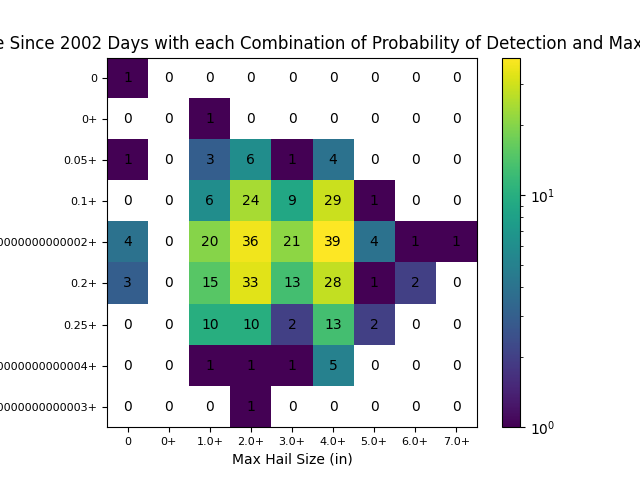 e Since 2002 Days with each Combination of Probability of Detection and Max
0 1 0 0 0 0 0 0 0 0
0+ 0 0 1 0 0 0 0 0 0
0.05+ 1 0 3 6 1 4 0 0 0
0.1+ 0 0 6 24 9 29 1 0 0
0000000000002+ 4 0 20 36 21 39 4 1 1
0.2+ 3 0 15 33 13 28 1 2 0
0.25+ 0 0 10 10 2 13 2 0 0
0000000000004+ 0 0 1 1 1 5 0 0 0
0000000000003+ 0 0 0 1 0 0 0 0 0
0 0+ 1.0+ 2.0+ 3.0+ 4.0+ 5.0+ 6.0+ 7.0+
Max Hail Size (in)
10¹
10⁰